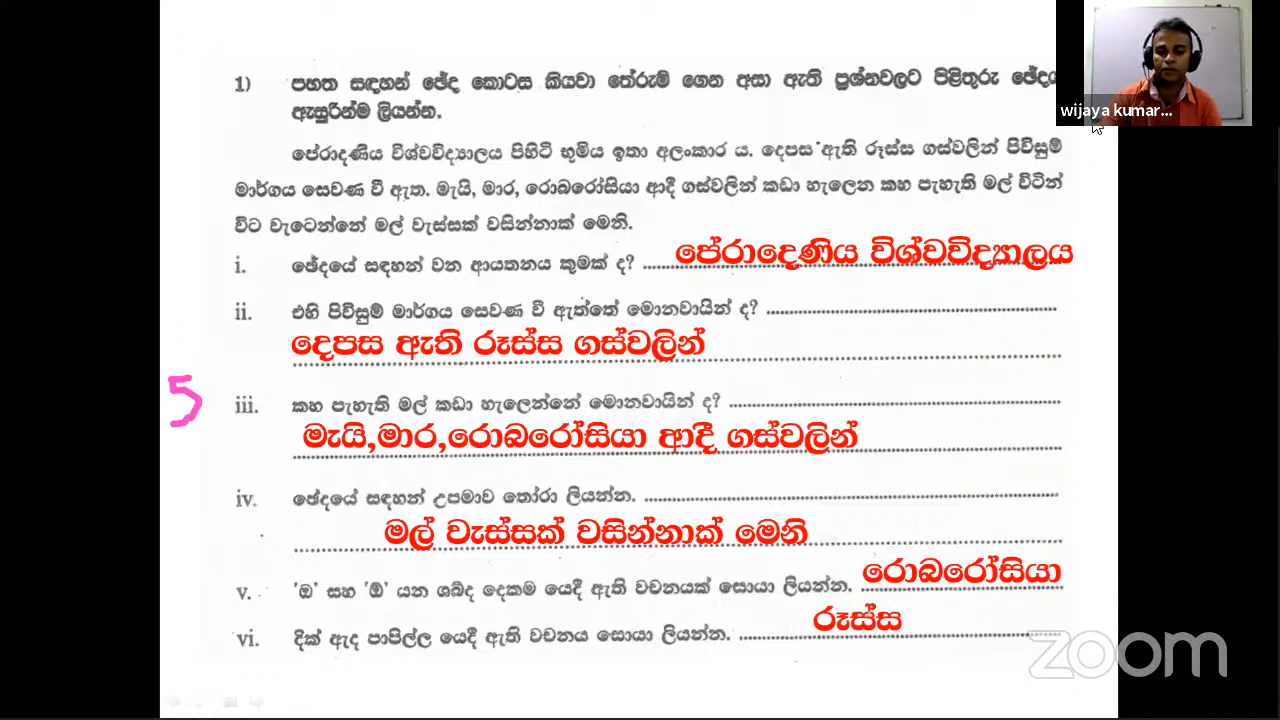 1) පහත සඳහන් ඡේද කොටස කියවා තේරුම් ගෙන අසා ඇති ප්‍රශ්නවලට පිළිතුරු ඡේදය
ඇසුරින්ම ලියන්න.
wijaya kumar...
පේරාදණිය විශ්වවිද්‍යාලය පිහිටි භූමිය ඉතා අලංකාර ය. දෙපස ඇති රූස්ස ගස්වලින් පිවිසුම්
මාර්ගය සෙවණ වී ඇත. මැයි, මාර, රොබරෝසියා ආදී ගස්වලින් කඩා හැලෙන කහ පැහැති මල් විටින්
විට වැටෙන්නේ මල් වැස්සක් වසින්නාක් මෙනි.
i. ඡේදයේ සඳහන් වන ආයතනය කුමක් ද? පේරාදෙණිය විශ්වවිද්‍යාලය
ii. එහි පිවිසුම් මාර්ගය සෙවණ වී ඇත්තේ මොනවායින් ද?
දෙපස ඇති රූස්ස ගස්වලින්
5 iii. කහ පැහැති මල් කඩා හැලෙන්නේ මොනවායින් ද?
මැයි,මාර,රොබරෝසියා ආදී ගස්වලින්
iv. ඡේදයේ සඳහන් උපමාව තෝරා ලියන්න.
මල් වැස්සක් වසින්නාක් මෙනි
v. 'ඔ' සහ 'ඕ' යන ශබ්ද දෙකම යෙදී ඇති වචනයක් සොයා ලියන්න. රොබරෝසියා
vi. දික් ඇද පාපිල්ල යෙදී ඇති වචනය සොයා ලියන්න. රූස්ස
zoom